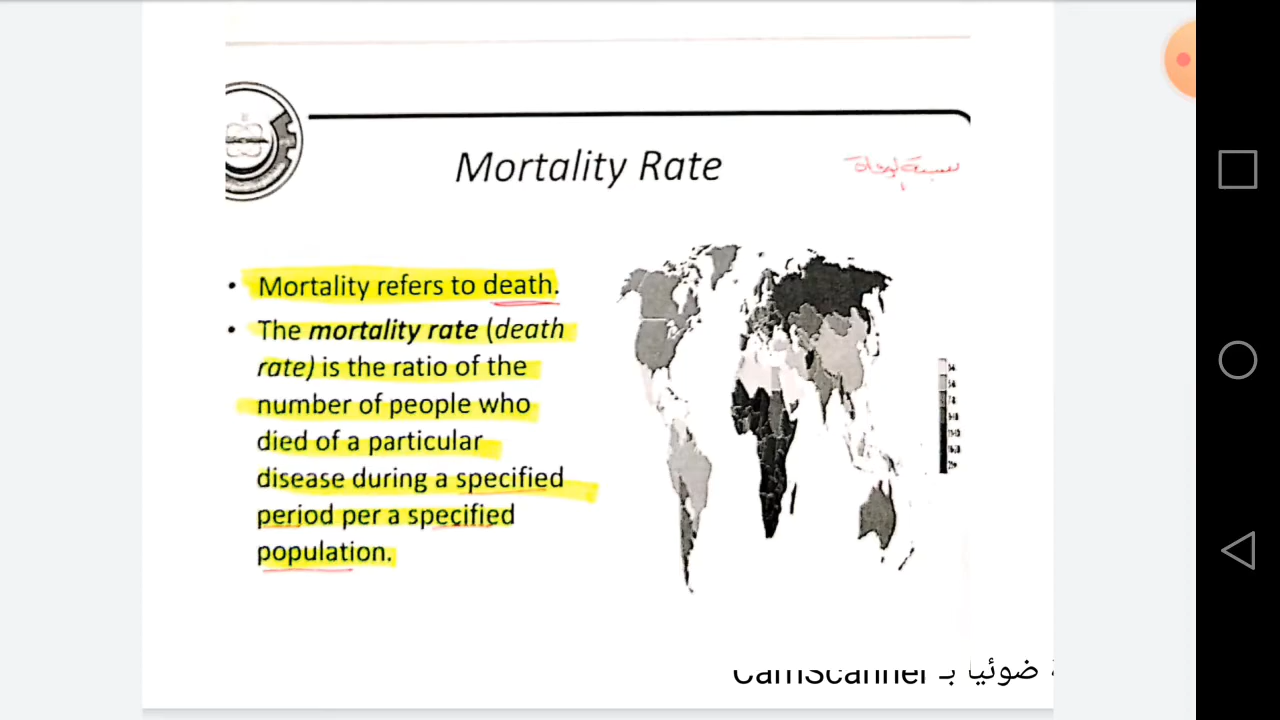 Mortality Rate
نسبة الوفاة
• Mortality refers to death.
• The mortality rate (death
rate) is the ratio of the
number of people who
died of a particular
disease during a specified
period per a specified
population.
ضوئيا بـ CamScanner